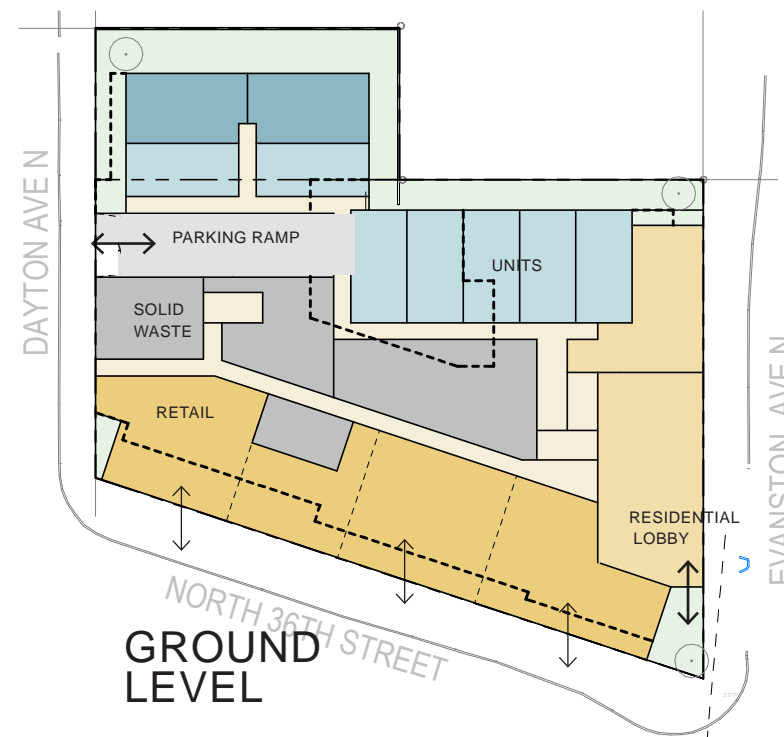 DAYTON AVE N
PARKING RAMP
UNITS
SOLID
WASTE
RETAIL
RESIDENTIAL
LOBBY
EVANSTON AVE N
NORTH 36TH STREET
GROUND
LEVEL